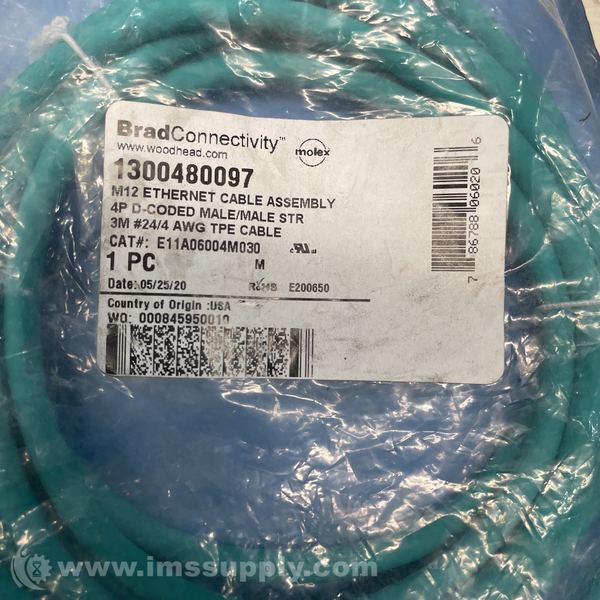 BradConnectivity™
www.woodhead.com
molex
1300480097
M12 ETHERNET CABLE ASSEMBLY
4P D-CODED MALE/MALE STR
3M #24/4 AWG TPE CABLE
CAT#: E11A06004M030
1 PC M
Date: 05/25/20 RoHS E200650
Country of Origin :USA
WO: 000845950010
7 86788 06020 6
www.imssupply.com